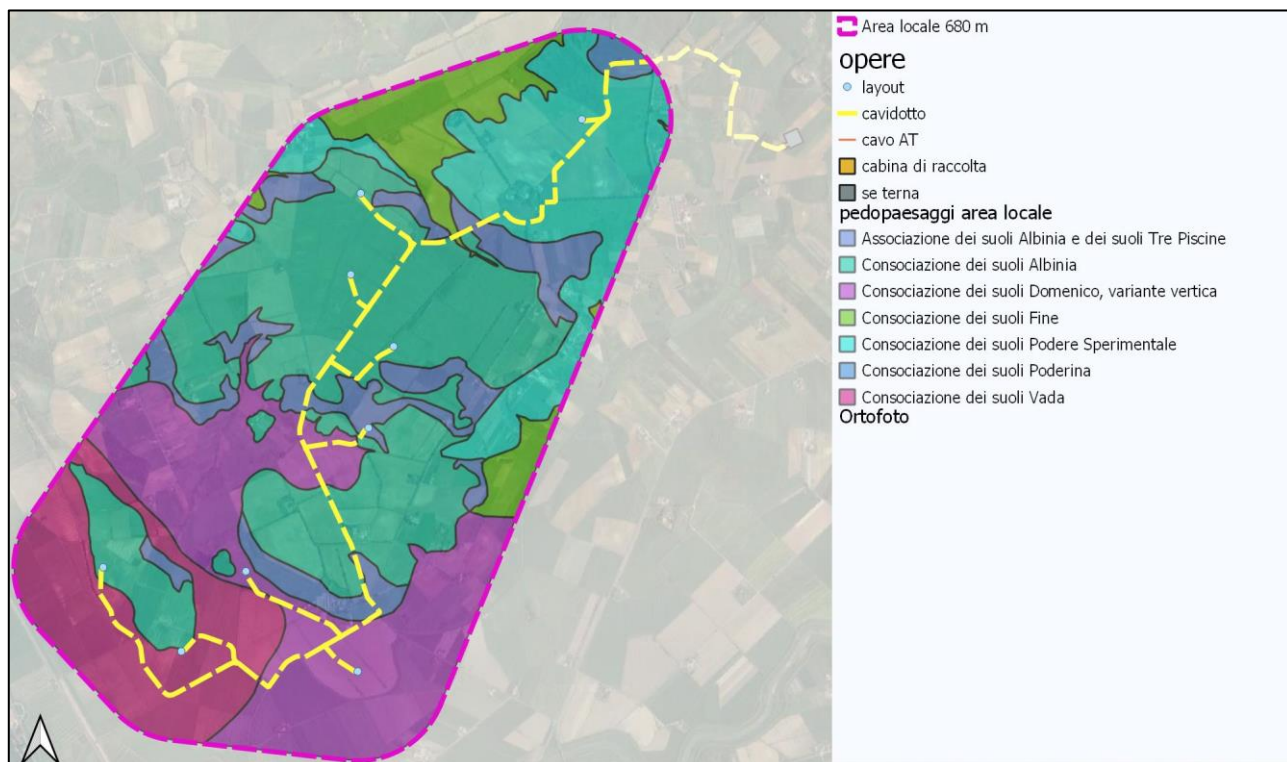 Area locale 680 m
opere
layout
cavidotto
cavo AT
cabina di raccolta
se terna
pedopaesaggi area locale
Associazione dei suoli Albinia e dei suoli Tre Piscine
Consociazione dei suoli Albinia
Consociazione dei suoli Domenico, variante vertica
Consociazione dei suoli Fine
Consociazione dei suoli Podere Sperimentale
Consociazione dei suoli Poderina
Consociazione dei suoli Vada
Ortofoto